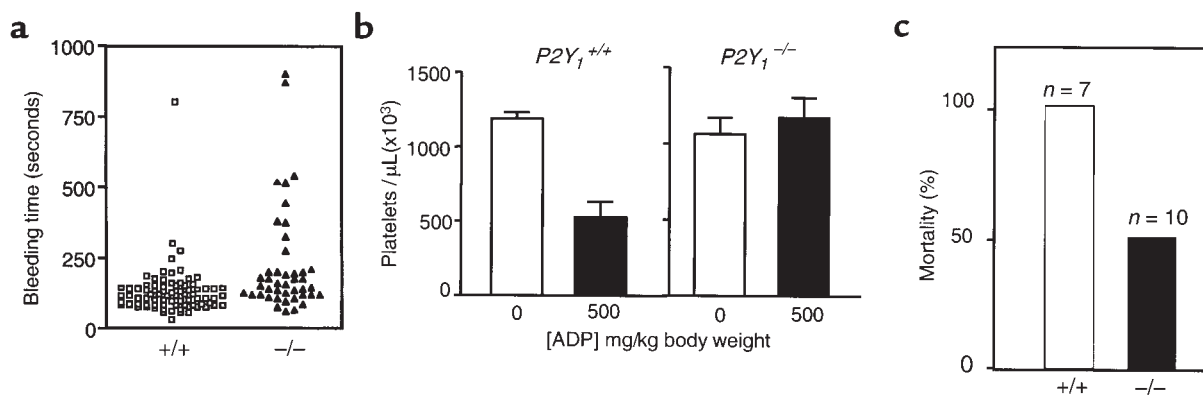 a
1000
750
500
250
0
Bleeding time (seconds)
+/+
−/−
b
P2Y₁ +/+
P2Y₁ −/−
1500
1000
500
0
Platelets / μL (x10³)
0
500
0
500
[ADP] mg/kg body weight
c
100
50
0
Mortality (%)
n = 7
n = 10
+/+
−/−